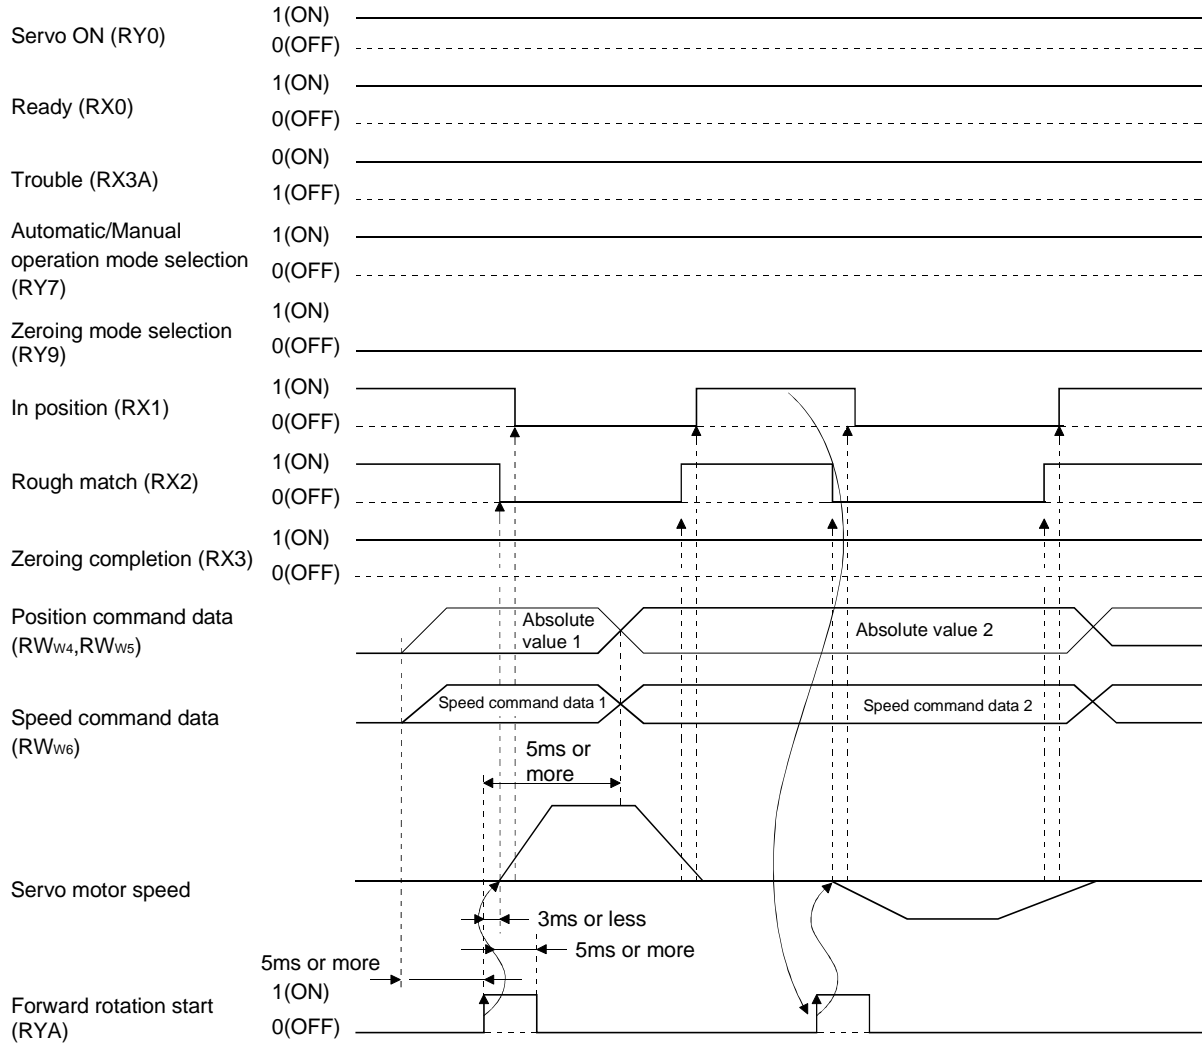 Servo ON (RY0)
1(ON)
0(OFF)
Ready (RX0)
1(ON)
0(OFF)
Trouble (RX3A)
0(ON)
1(OFF)
Automatic/Manual
operation mode selection
(RY7)
1(ON)
0(OFF)
Zeroing mode selection
(RY9)
1(ON)
0(OFF)
In position (RX1)
1(ON)
0(OFF)
Rough match (RX2)
1(ON)
0(OFF)
Zeroing completion (RX3)
1(ON)
0(OFF)
Position command data
(RWW4,RWW5)
Absolute
value 1
Absolute value 2
Speed command data
(RWW6)
Speed command data 1
Speed command data 2
5ms or
more
Servo motor speed
3ms or less
5ms or more
5ms or more
Forward rotation start
(RYA)
1(ON)
0(OFF)